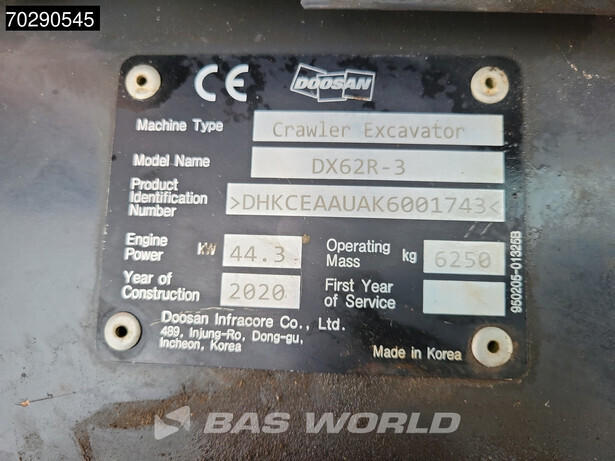 70290545
CE DOOSAN
Machine Type Crawler Excavator
Model Name DX62R-3
Product Identification Number >DHKCEAAUAK6001743<
Engine Power kW 44.3 Operating Mass kg 6250
Year of Construction 2020 First Year of Service
Doosan Infracore Co., Ltd.
489, Injung-Ro, Dong-gu,
Incheon, Korea
Made in Korea
950205-01325B
BAS WORLD